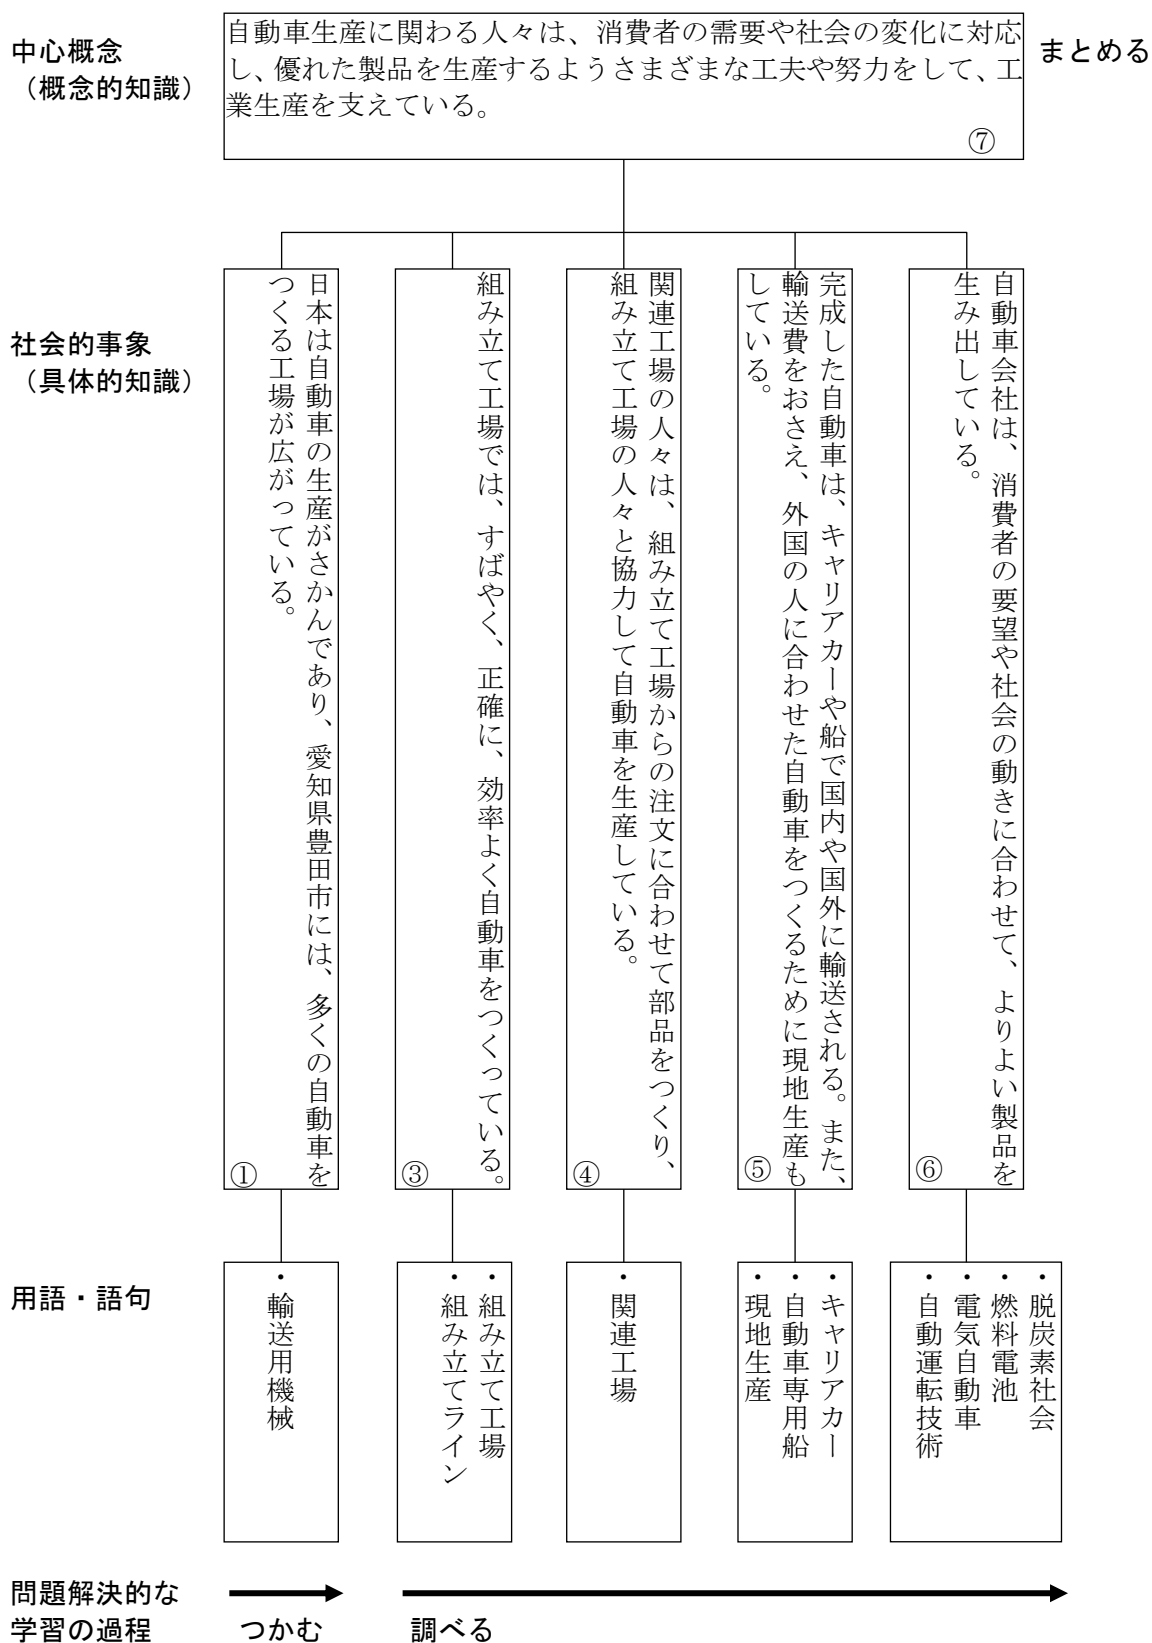 中心概念
（概念的知識）
自動車生産に関わる人々は、消費者の需要や社会の変化に対応
し、優れた製品を生産するようさまざまな工夫や努力をして、工
業生産を支えている。
⑦
まとめる
社会的事象
（具体的知識）
日本は自動車の生産がさかんであり、愛知県豊田市には、多くの自動車を
つくる工場が広がっている。
①
組み立て工場では、すばやく、正確に、効率よく自動車をつくっている。
③
関連工場の人々は、組み立て工場からの注文に合わせて部品をつくり、
組み立て工場の人々と協力して自動車を生産している。
④
完成した自動車は、キャリアカーや船で国内や国外に輸送される。また、
輸送費をおさえ、外国の人に合わせた自動車をつくるために現地生産も
している。
⑤
自動車会社は、消費者の要望や社会の動きに合わせて、よりよい製品を
生み出している。
⑥
用語・語句
・輸送用機械
・組み立て工場
・組み立てライン
・関連工場
・キャリアカー
・自動車専用船
・現地生産
・脱炭素社会
・燃料電池
・電気自動車
・自動運転技術
問題解決的な
学習の過程
つかむ
調べる